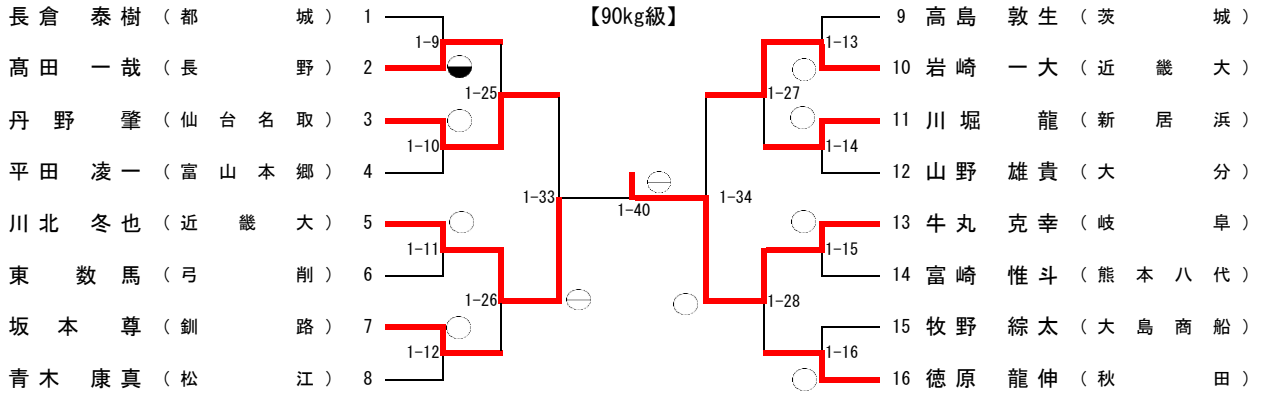 【90kg級】
長倉 泰樹 （都城） 1
髙田 一哉 （長野） 2
丹野 肇 （仙台名取） 3
平田 凌一 （富山本郷） 4
川北 冬也 （近畿大） 5
東 数馬 （弓削） 6
坂本 尊 （釧路） 7
青木 康真 （松江） 8
1-9
1-10
1-11
1-12
1-25
1-26
1-33
1-40
1-34
1-27
1-28
1-13
1-14
1-15
1-16
9 高島 敦生 （茨城）
10 岩崎 一大 （近畿大）
11 川堀 龍 （新居浜）
12 山野 雄貴 （大分）
13 牛丸 克幸 （岐阜）
14 富崎 惟斗 （熊本八代）
15 牧野 綜太 （大島商船）
16 徳原 龍伸 （秋田）